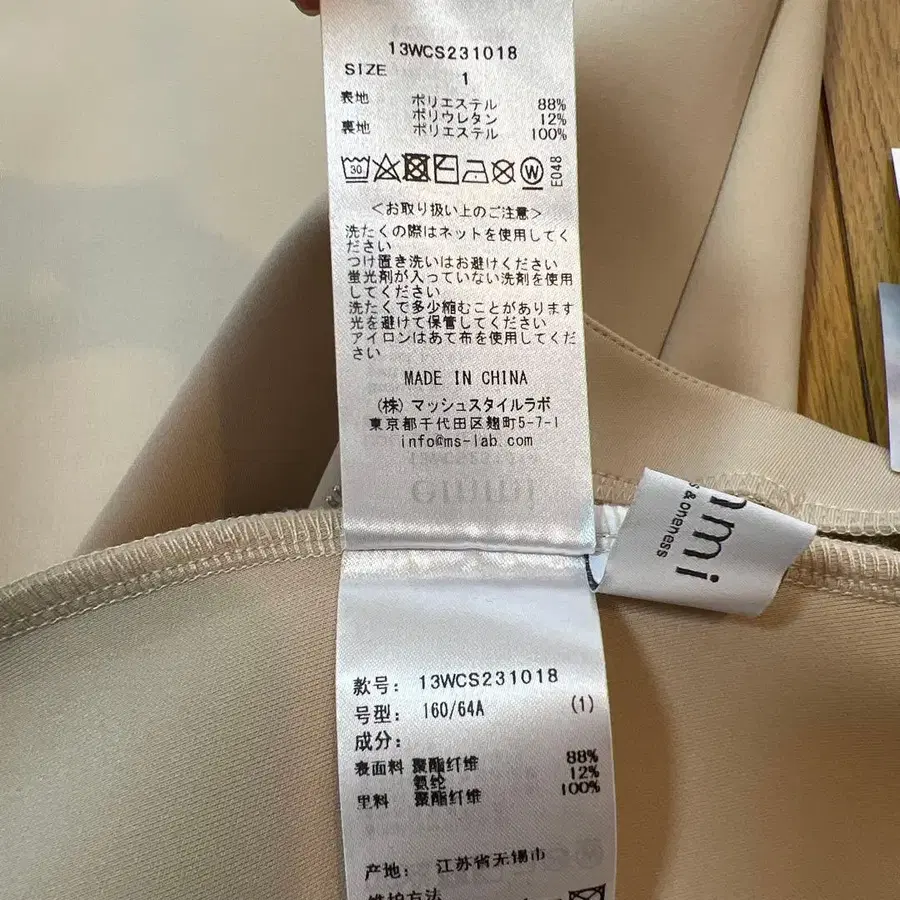 13WCS231018
SIZE
1
表地 ポリエステル 88%
ポリウレタン 12%
裏地 ポリエステル 100%
30 W E048
<お取り扱い上のご注意>
洗たくの際はネットを使用してく
ださい
つけ置き洗いはお避けください
蛍光剤が入っていない洗剤を使用
してください
洗たくで多少縮むことがあります
光を避けて保管してください
アイロンはあて布を使用してくだ
さい
MADE IN CHINA
(株) マッシュスタイルラボ
東京都千代田区麹町5-7-1
info@ms-lab.com
mi
& oneness
款号: 13WCS231018
号型: 160/64A (1)
成分:
表面料 聚酯纤维 88%
氨纶 12%
里料 聚酯纤维 100%
产地: 江苏省无锡市
维护方法